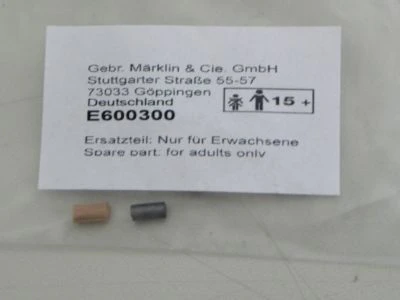 Gebr. Märklin & Cie. GmbH
Stuttgarter Straße 55-57
73033 Göppingen
Deutschland
15 +
E600300
Ersatzteil: Nur für Erwachsene
Spare part: for adults only